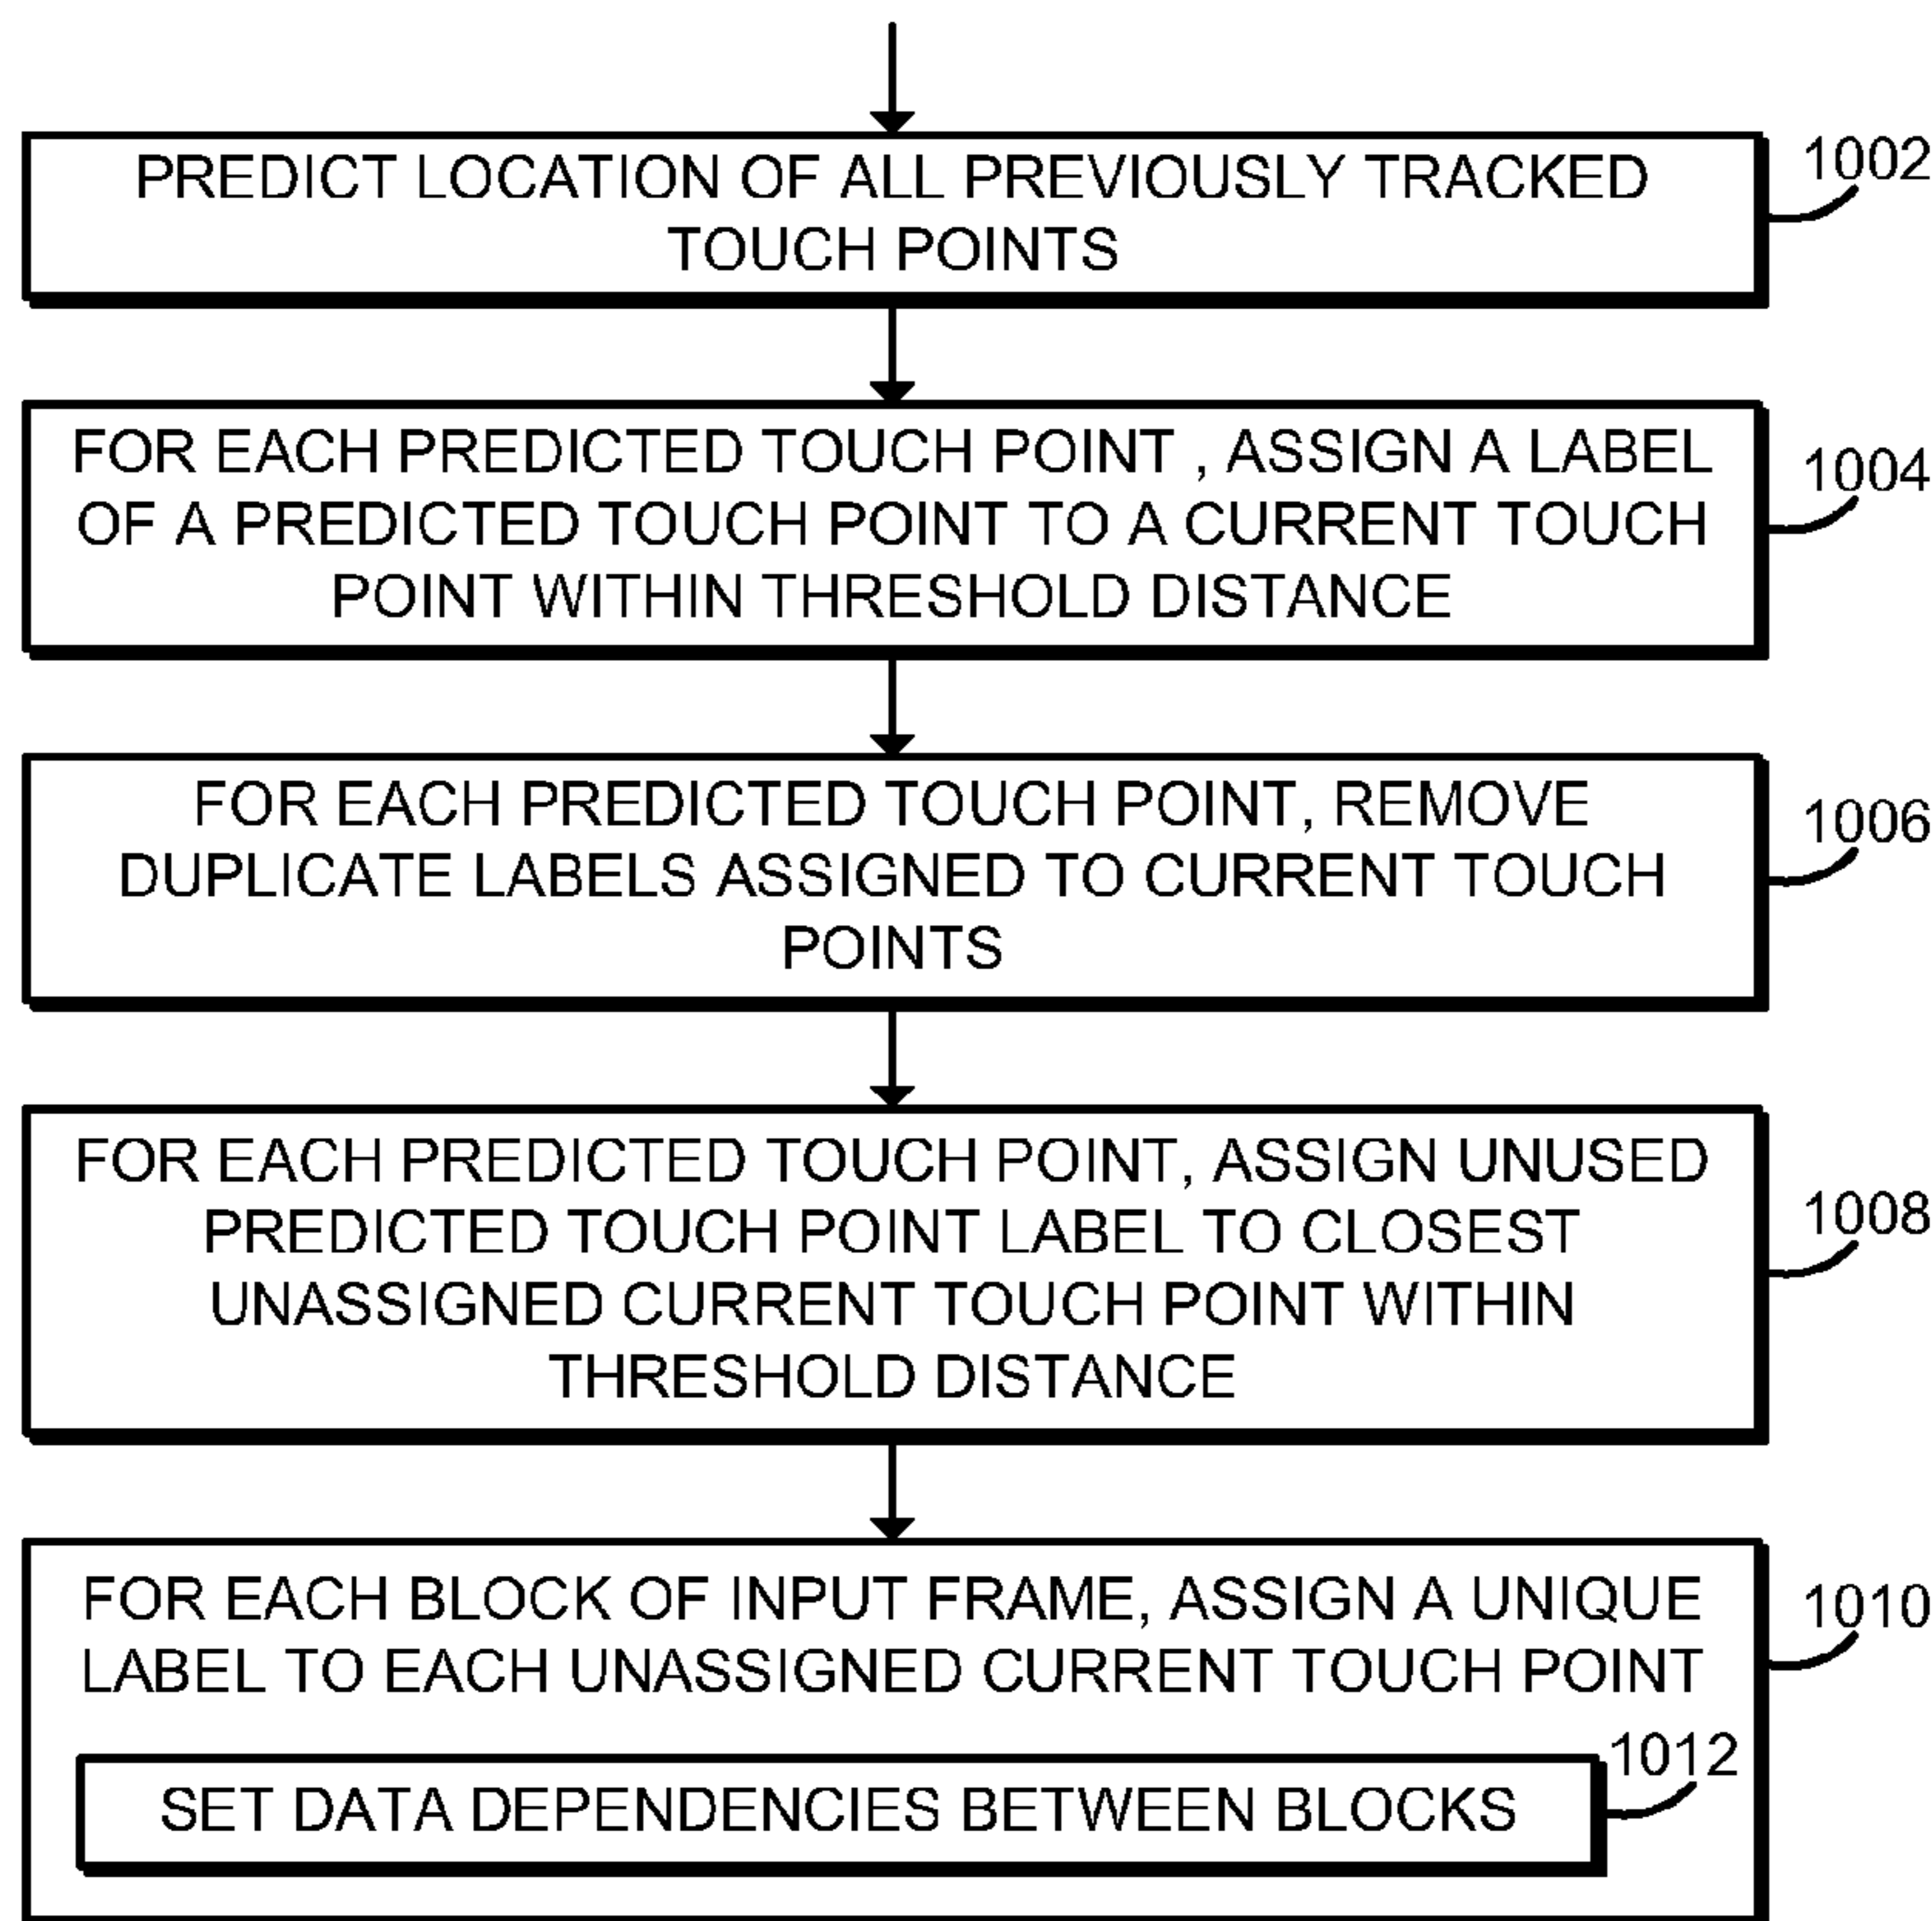 PREDICT LOCATION OF ALL PREVIOUSLY TRACKED
TOUCH POINTS
1002
FOR EACH PREDICTED TOUCH POINT , ASSIGN A LABEL
OF A PREDICTED TOUCH POINT TO A CURRENT TOUCH
POINT WITHIN THRESHOLD DISTANCE
1004
FOR EACH PREDICTED TOUCH POINT, REMOVE
DUPLICATE LABELS ASSIGNED TO CURRENT TOUCH
POINTS
1006
FOR EACH PREDICTED TOUCH POINT, ASSIGN UNUSED
PREDICTED TOUCH POINT LABEL TO CLOSEST
UNASSIGNED CURRENT TOUCH POINT WITHIN
THRESHOLD DISTANCE
1008
FOR EACH BLOCK OF INPUT FRAME, ASSIGN A UNIQUE
LABEL TO EACH UNASSIGNED CURRENT TOUCH POINT
1010
SET DATA DEPENDENCIES BETWEEN BLOCKS
1012